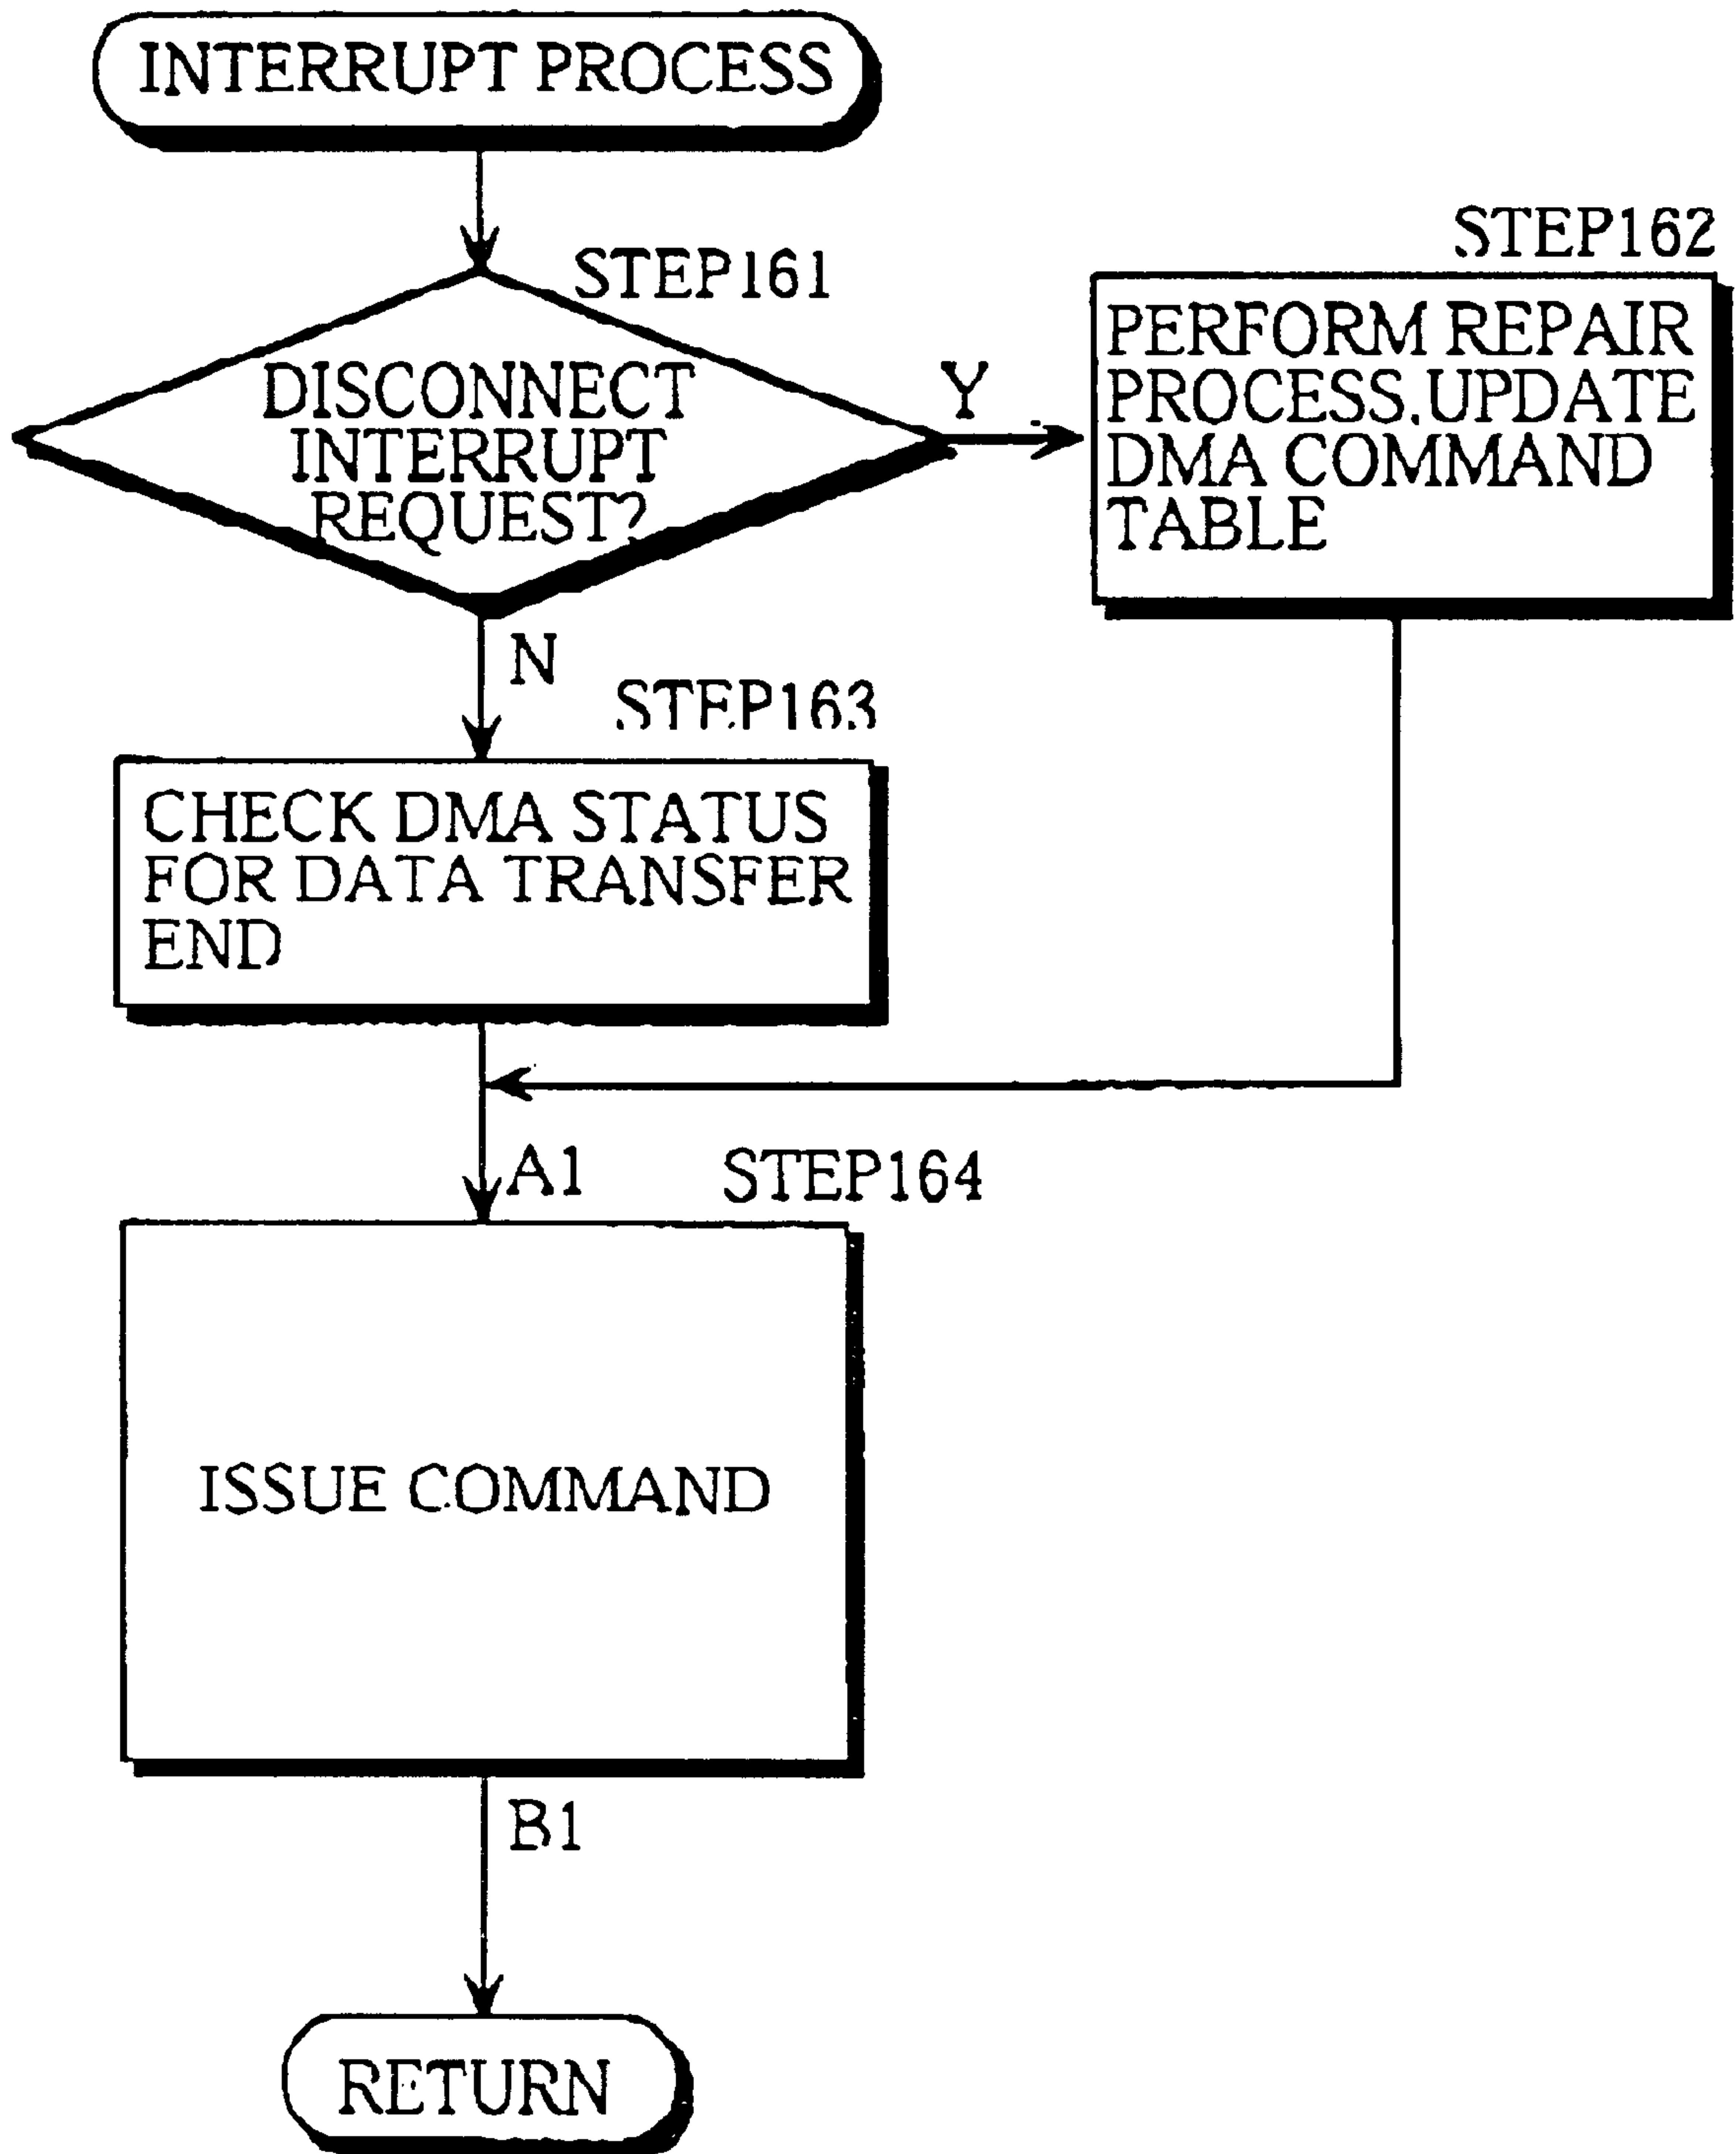 INTERRUPT PROCESS
STEP161
DISCONNECT
INTERRUPT
REQUEST?
Y
STEP162
PERFORM REPAIR
PROCESS.UPDATE
DMA COMMAND
TABLE
N
STEP163
CHECK DMA STATUS
FOR DATA TRANSFER
END
A1
STEP164
ISSUE COMMAND
B1
RETURN